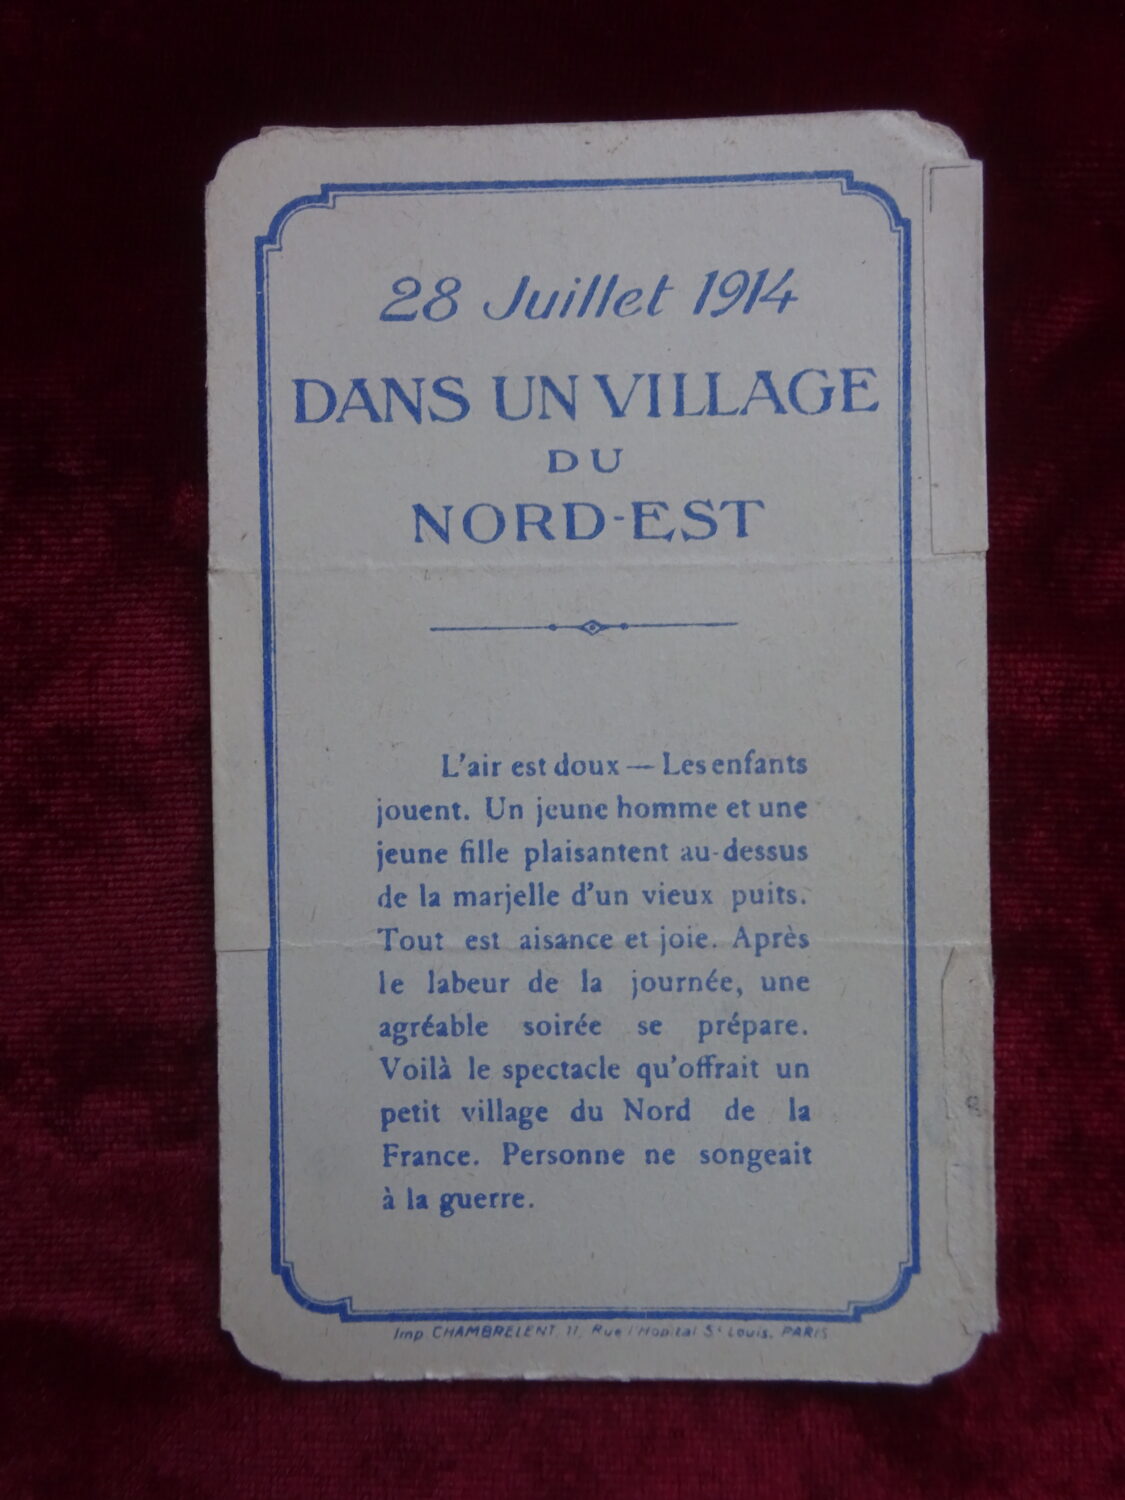 28 Juillet 1914
DANS UN VILLAGE
DU
NORD-EST
L'air est doux — Les enfants
jouent. Un jeune homme et une
jeune fille plaisantent au-dessus
de la marjelle d'un vieux puits.
Tout est aisance et joie. Après
le labeur de la journée, une
agréable soirée se prépare.
Voilà le spectacle qu'offrait un
petit village du Nord de la
France. Personne ne songeait
à la guerre.
Imp. CHAMBRELENT, 11, Rue l'Hopital St Louis, PARIS